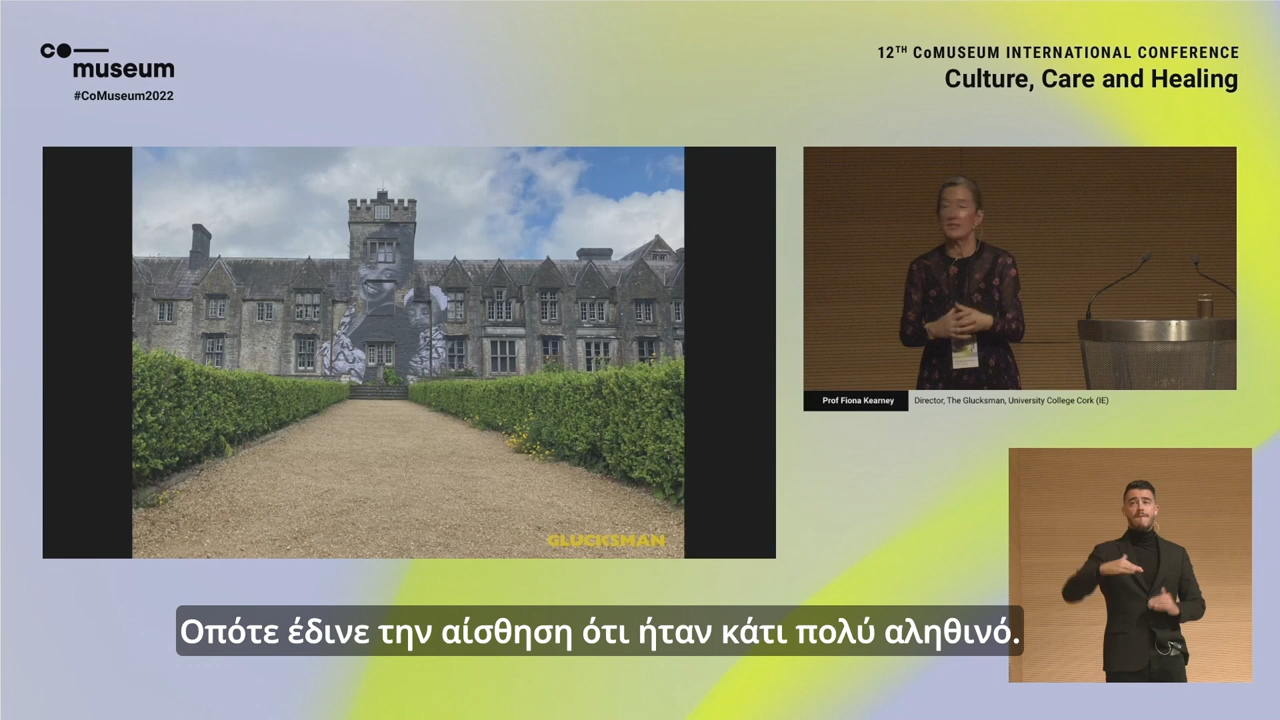 co
museum
#CoMuseum2022
12TH CoMUSEUM INTERNATIONAL CONFERENCE
Culture, Care and Healing
GLUCKSMAN
Prof Fiona Kearney
Director, The Glucksman, University College Cork (IE)
Οπότε έδινε την αίσθηση ότι ήταν κάτι πολύ αληθινό.